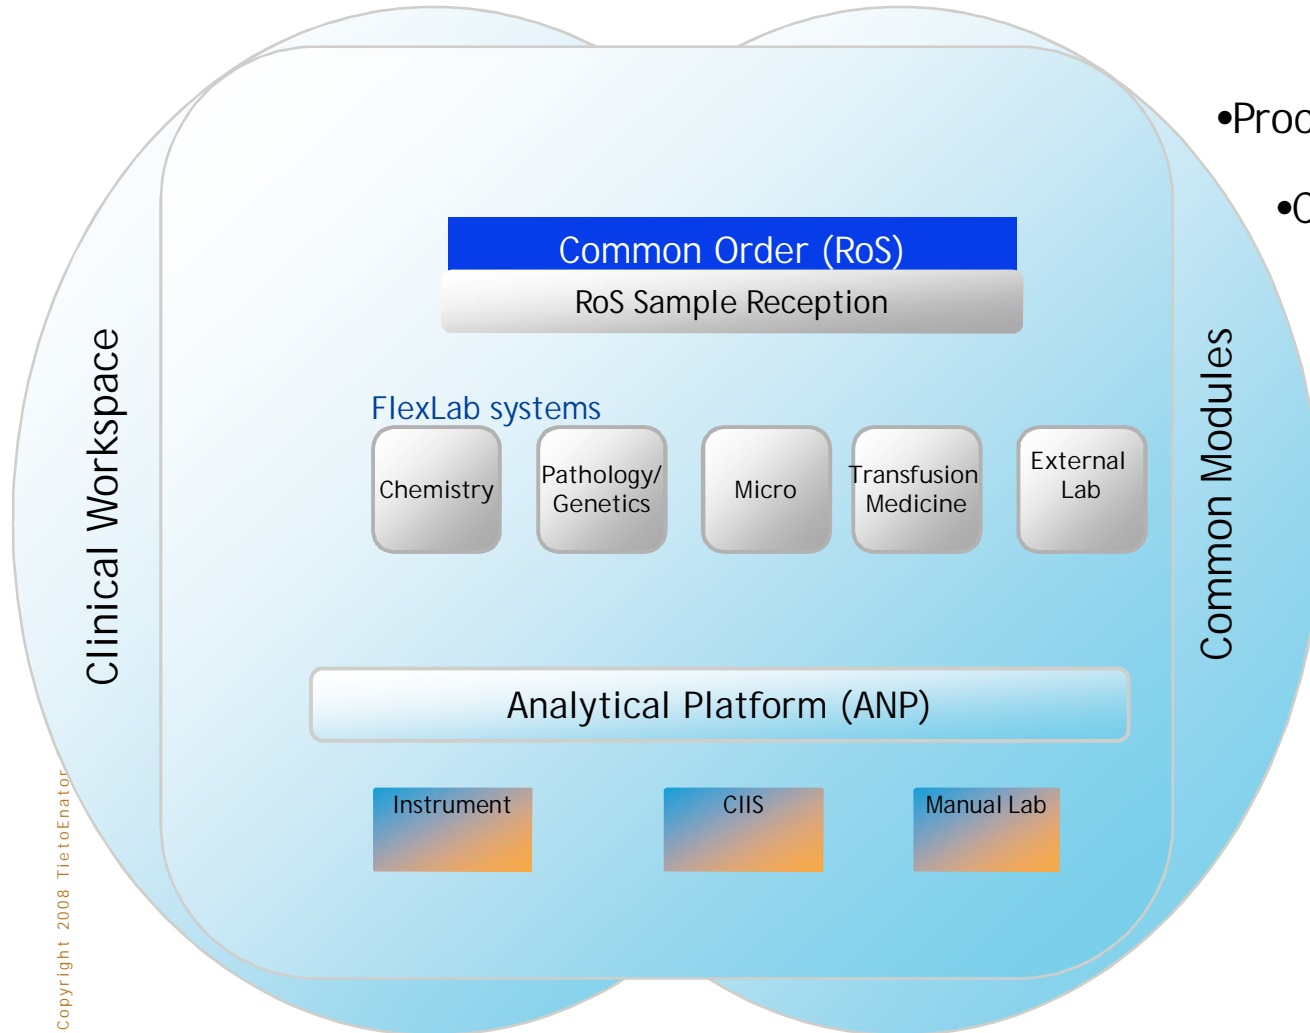 Common Order (RoS)
RoS Sample Reception
FlexLab systems
Chemistry
Pathology/
Genetics
Micro
Transfusion
Medicine
External
Lab
Analytical Platform (ANP)
Instrument
CIIS
Manual Lab
Clinical Workspace
Common Modules
Copyright 2008 TietoEnator